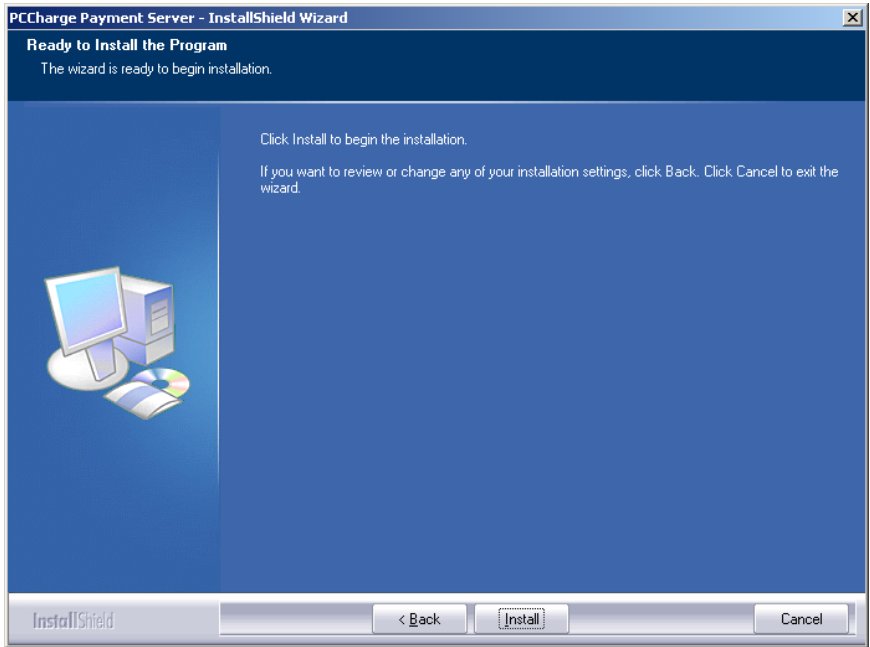 PCCharge Payment Server - InstallShield Wizard
Ready to Install the Program
The wizard is ready to begin installation.
Click Install to begin the installation.
If you want to review or change any of your installation settings, click Back. Click Cancel to exit the
wizard.
InstallShield
< Back
Install
Cancel